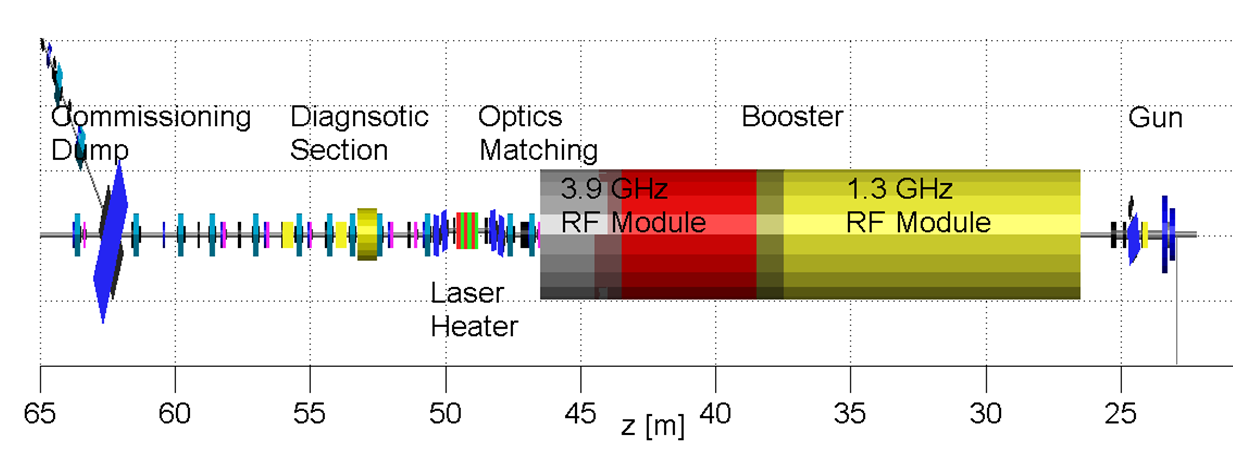 Commissioning
Dump
Diagnsotic
Section
Optics
Matching
Booster
Gun
3.9 GHz
RF Module
1.3 GHz
RF Module
Laser
Heater
65 60 55 50 45 40 35 30 25
z [m]